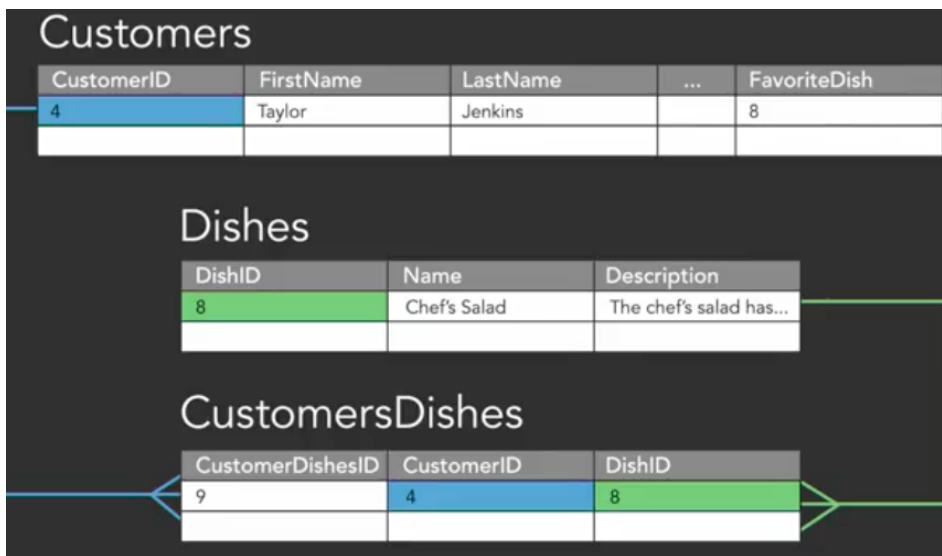 Customers
CustomerID FirstName LastName ... FavoriteDish
4 Taylor Jenkins 8
Dishes
DishID Name Description
8 Chef's Salad The chef's salad has...
CustomersDishes
CustomerDishesID CustomerID DishID
9 4 8